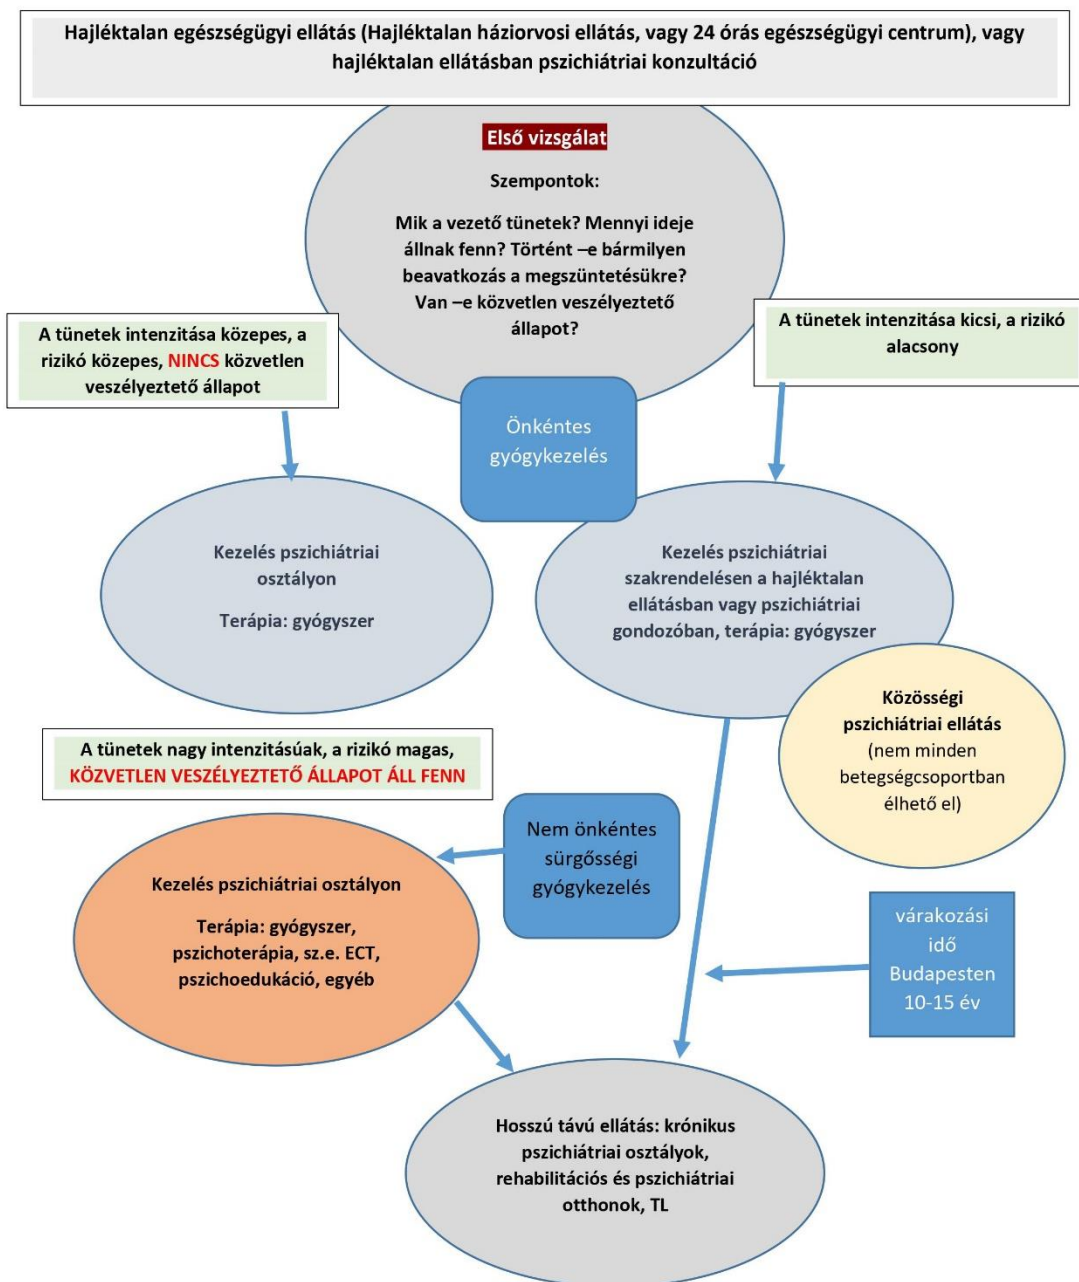 Hajléktalan egészségügyi ellátás (Hajléktalan háziorvosi ellátás, vagy 24 órás egészségügyi centrum), vagy
hajléktalan ellátásban pszichiátriai konzultáció
Első vizsgálat
Szempontok:
Mik a vezető tünetek? Mennyi ideje
állnak fenn? Történt –e bármilyen
beavatkozás a megszüntetésükre?
Van –e közvetlen veszélyeztető
állapot?
A tünetek intenzitása közepes, a
rizikó közepes, NINCS közvetlen
veszélyeztető állapot
A tünetek intenzitása kicsi, a rizikó
alacsony
Önkéntes
gyógykezelés
Kezelés pszichiátriai
osztályon
Terápia: gyógyszer
Kezelés pszichiátriai
szakrendelésen a hajléktalan
ellátásban vagy pszichiátriai
gondozóban, terápia: gyógyszer
Közösségi
pszichiátriai ellátás
(nem minden
betegségcsoportban
élhető el)
A tünetek nagy intenzitásúak, a rizikó magas,
KÖZVETLEN VESZÉLYEZTETŐ ÁLLAPOT ÁLL FENN
Nem önkéntes
sürgősségi
gyógykezelés
Kezelés pszichiátriai osztályon
Terápia: gyógyszer,
pszichoterápia, sz.e. ECT,
pszichoedukáció, egyéb
várakozási
idő
Budapesten
10-15 év
Hosszú távú ellátás: krónikus
pszichiátriai osztályok,
rehabilitációs és pszichiátriai
otthonok, TL